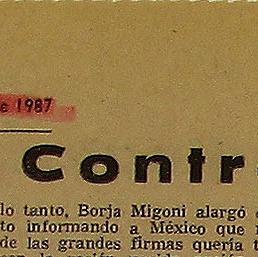 e 1987
Contr
lo tanto, Borja Migoni alargó
to informando a México que
de las grandes firmas quería